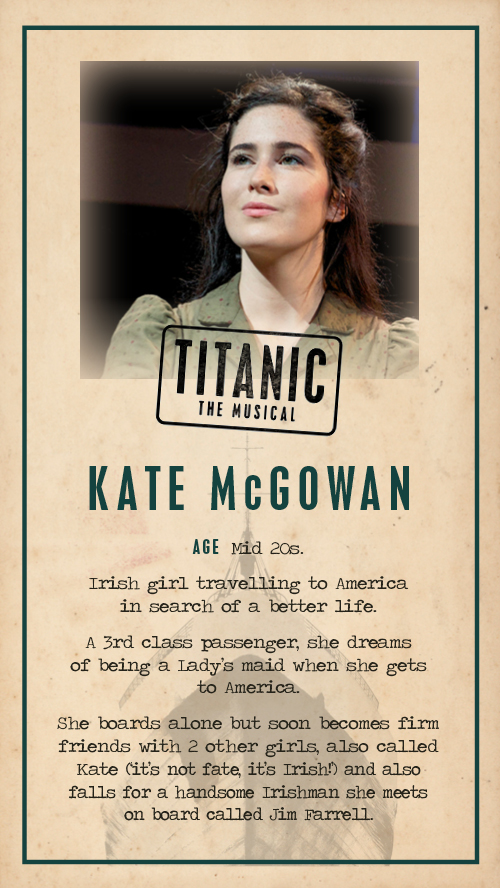 TITANIC
THE MUSICAL
KATE McGOWAN
AGE Mid 20s.
Irish girl travelling to America
in search of a better life.
A 3rd class passenger, she dreams
of being a Lady's maid when she gets
to America.
She boards alone but soon becomes firm
friends with 2 other girls, also called
Kate ('it's not fate, it's Irish!') and also
falls for a handsome Irishman she meets
on board called Jim Farrell.